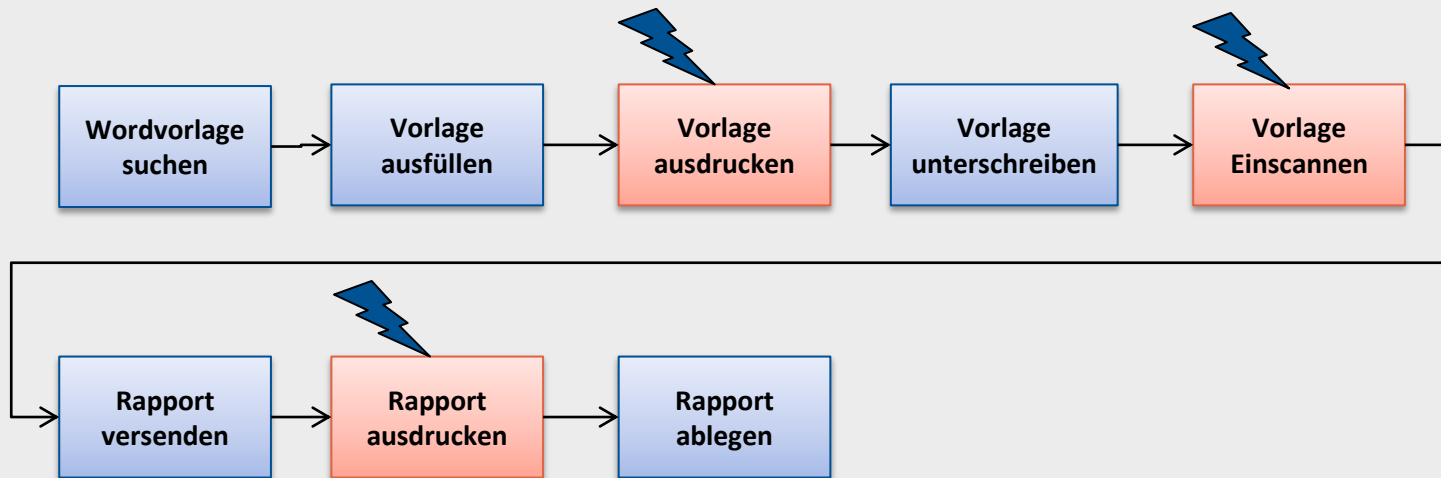 Wordvorlage
suchen
Vorlage
ausfüllen
Vorlage
ausdrucken
Vorlage
unterschreiben
Vorlage
Einscannen
Rapport
versenden
Rapport
ausdrucken
Rapport
ablegen